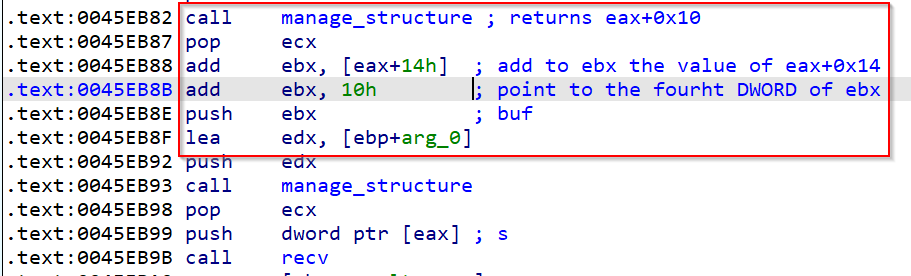 .text:0045EB82 call manage_structure ; returns eax+0x10
.text:0045EB87 pop ecx
.text:0045EB88 add ebx, [eax+14h] ; add to ebx the value of eax+0x14
.text:0045EB8B add ebx, 10h ; point to the fourht DWORD of ebx
.text:0045EB8E push ebx ; buf
.text:0045EB8F lea edx, [ebp+arg_0]
.text:0045EB92 push edx
.text:0045EB93 call manage_structure
.text:0045EB98 pop ecx
.text:0045EB99 push dword ptr [eax] ; s
.text:0045EB9B call recv